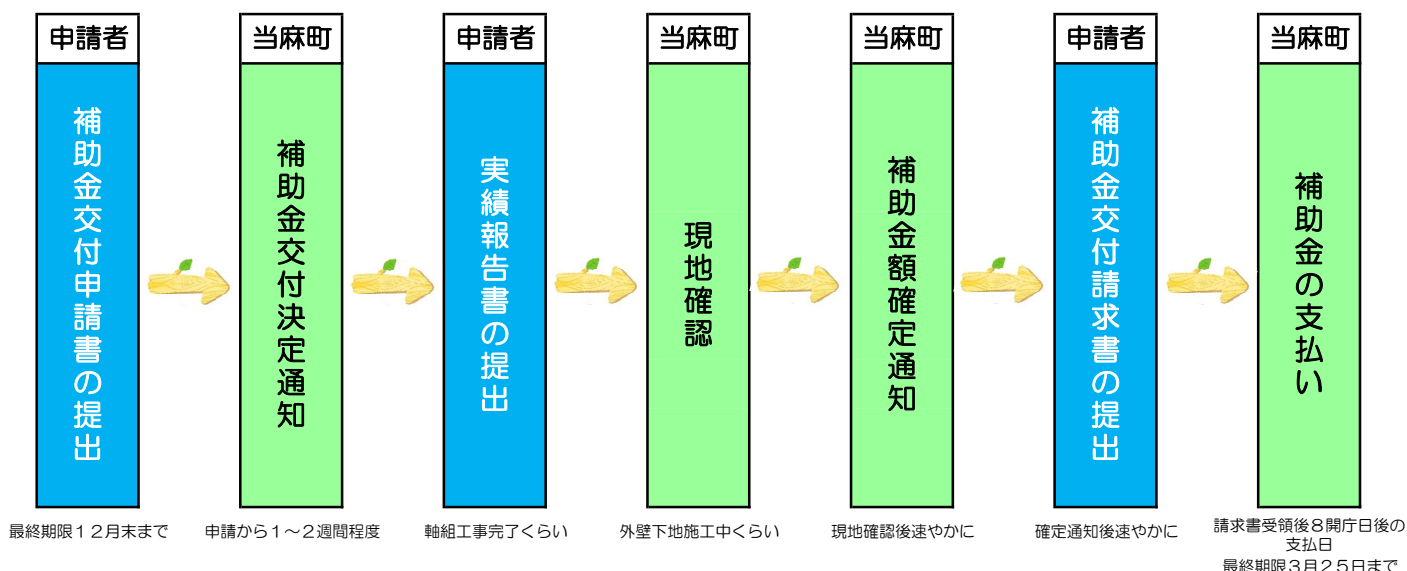 申請者
補助金交付申請書の提出
最終期限１２月末まで
当麻町
補助金交付決定通知
申請から１～２週間程度
申請者
実績報告書の提出
軸組工事完了くらい
当麻町
現地確認
外壁下地施工中くらい
当麻町
補助金額確定通知
現地確認後速やかに
申請者
補助金交付請求書の提出
確定通知後速やかに
当麻町
補助金の支払い
請求書受領後８開庁日後の
支払日
最終期限３月２５日まで